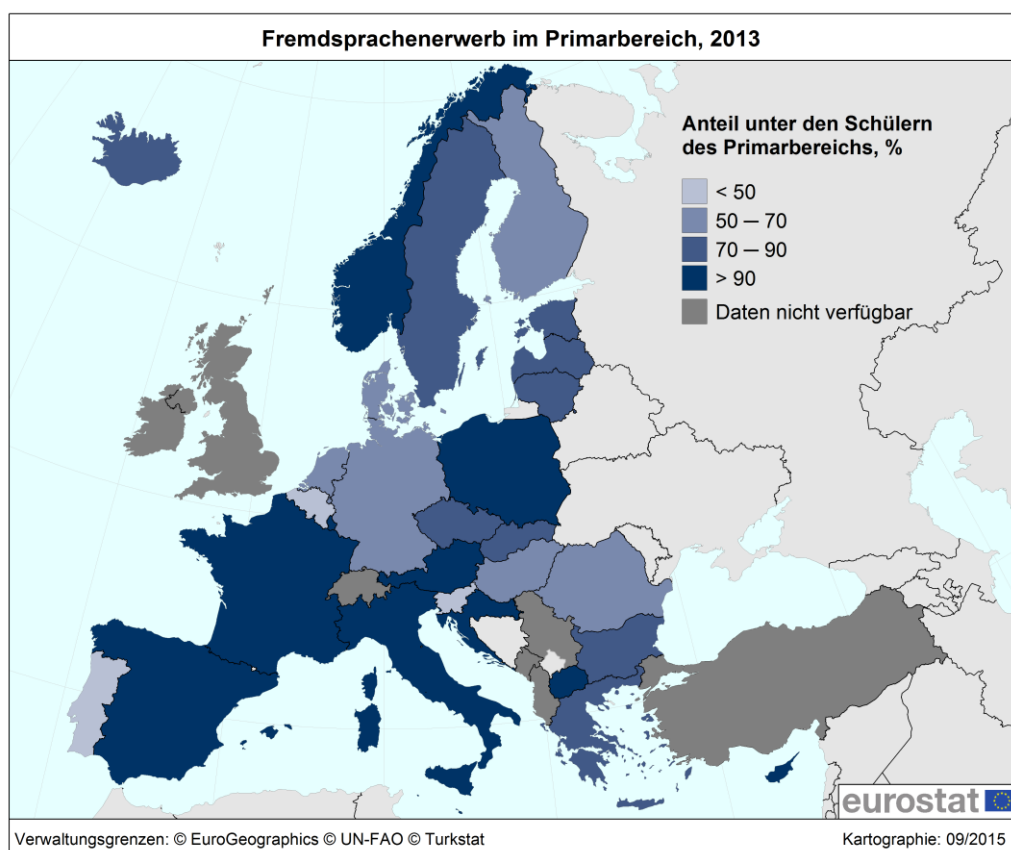 Fremdsprachenerwerb im Primarbereich, 2013
Anteil unter den Schülern
des Primarbereichs, %
< 50
50 – 70
70 – 90
> 90
Daten nicht verfügbar
eurostat
Verwaltungsgrenzen: © EuroGeographics © UN-FAO © Turkstat
Kartographie: 09/2015